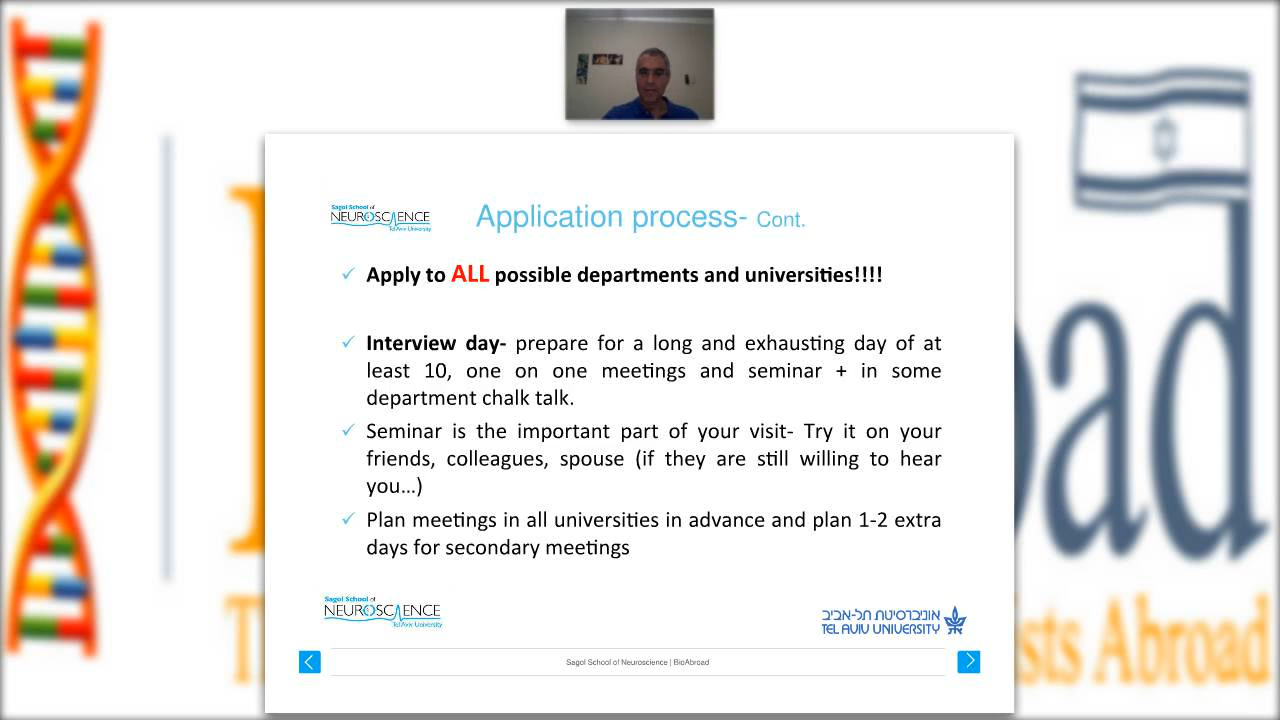 Sagol School of
NEUROSCIENCE
Tel Aviv University
Application process- Cont.
Apply to ALL possible departments and universities!!!!
Interview day- prepare for a long and exhausting day of at
least 10, one on one meetings and seminar + in some
department chalk talk.
Seminar is the important part of your visit- Try it on your
friends, colleagues, spouse (if they are still willing to hear
you...)
Plan meetings in all universities in advance and plan 1-2 extra
days for secondary meetings
Sagol School of
NEUROSCIENCE
Tel Aviv University
אוניברסיטת תל-אביב
TEL AVIV UNIVERSITY
Sagol School of Neuroscience | BioAbroad
oad
ists Abroad